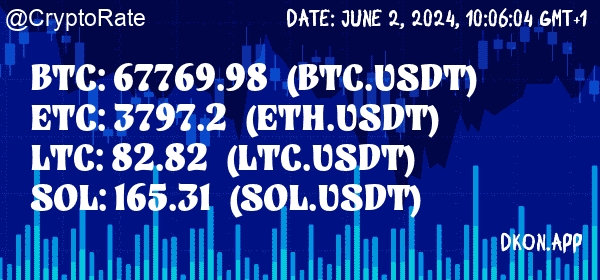 @CryptoRate
DATE: JUNE 2, 2024, 10:06:04 GMT+1
BTC: 67769.98 (BTC.USDT)
ETC: 3797.2 (ETH.USDT)
LTC: 82.82 (LTC.USDT)
SOL: 165.31 (SOL.USDT)
DKON.APP